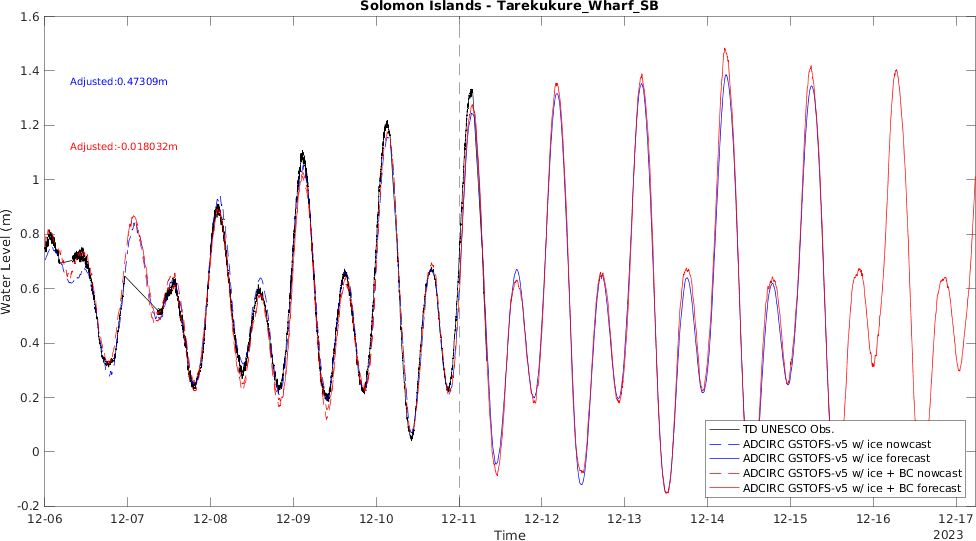 Solomon Islands - Tarekukure_Wharf_SB
1.6
1.4
1.2
1
0.8
0.6
0.4
0.2
0
-0.2
Water Level (m)
Adjusted:0.47309m
Adjusted:-0.018032m
TD UNESCO Obs.
ADCIRC GSTOFS-v5 w/ ice nowcast
ADCIRC GSTOFS-v5 w/ ice forecast
ADCIRC GSTOFS-v5 w/ ice + BC nowcast
ADCIRC GSTOFS-v5 w/ ice + BC forecast
12-06 12-07 12-08 12-09 12-10 12-11 12-12 12-13 12-14 12-15 12-16 12-17
Time
2023